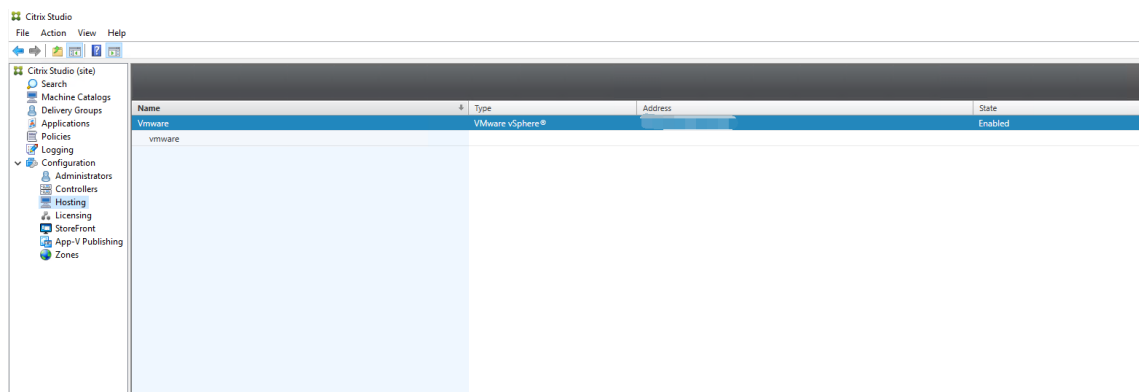 Citrix Studio
File Action View Help
Citrix Studio (site)
Search
Machine Catalogs
Delivery Groups
Applications
Policies
Logging
Configuration
Administrators
Controllers
Hosting
Licensing
StoreFront
App-V Publishing
Zones
Name Type Address State
Vmware VMware vSphere® Enabled
vmware